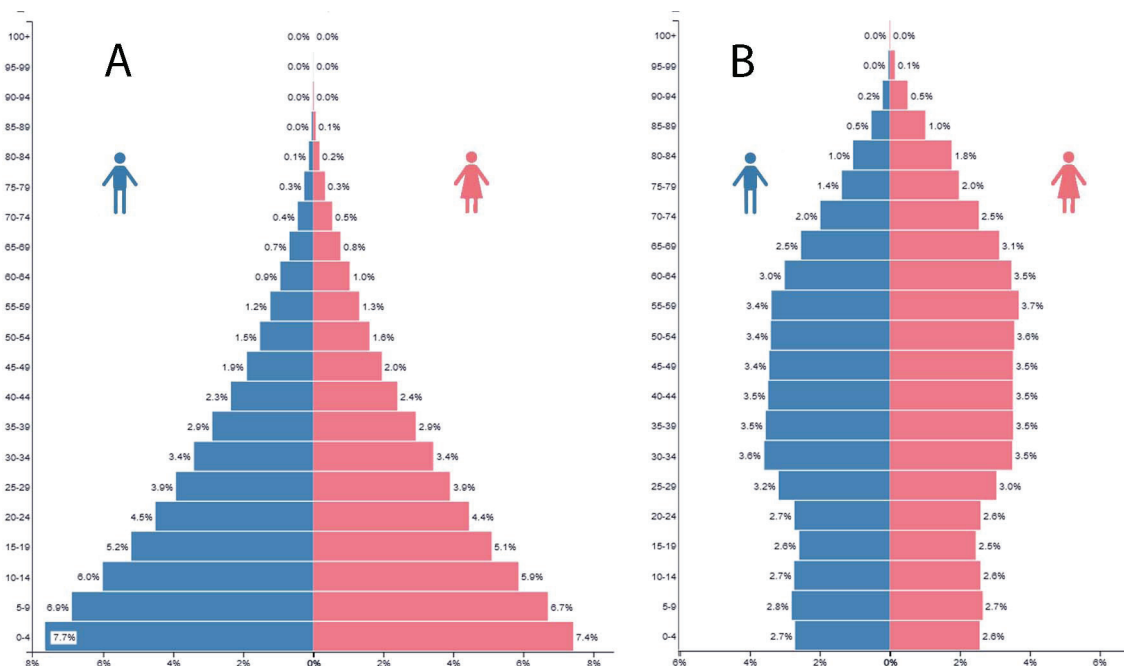 A
100+ 0.0% 0.0%
95-99 0.0% 0.0%
90-94 0.0% 0.0%
85-89 0.0% 0.1%
80-84 0.1% 0.2%
75-79 0.3% 0.3%
70-74 0.4% 0.5%
65-69 0.7% 0.8%
60-64 0.9% 1.0%
55-59 1.2% 1.3%
50-54 1.5% 1.6%
45-49 1.9% 2.0%
40-44 2.3% 2.4%
35-39 2.9% 2.9%
30-34 3.4% 3.4%
25-29 3.9% 3.9%
20-24 4.5% 4.4%
15-19 5.2% 5.1%
10-14 6.0% 5.9%
5-9 6.9% 6.7%
0-4 7.7% 7.4%
8% 6% 4% 2% 0% 2% 4% 6% 8%
B
100+ 0.0% 0.0%
95-99 0.0% 0.1%
90-94 0.2% 0.5%
85-89 0.5% 1.0%
80-84 1.0% 1.8%
75-79 1.4% 2.0%
70-74 2.0% 2.5%
65-69 2.5% 3.1%
60-64 3.0% 3.5%
55-59 3.4% 3.7%
50-54 3.4% 3.6%
45-49 3.4% 3.5%
40-44 3.5% 3.5%
35-39 3.5% 3.5%
30-34 3.6% 3.5%
25-29 3.2% 3.0%
20-24 2.7% 2.6%
15-19 2.6% 2.5%
10-14 2.7% 2.6%
5-9 2.8% 2.7%
0-4 2.7% 2.6%
6% 4% 2% 0% 2% 4% 6%